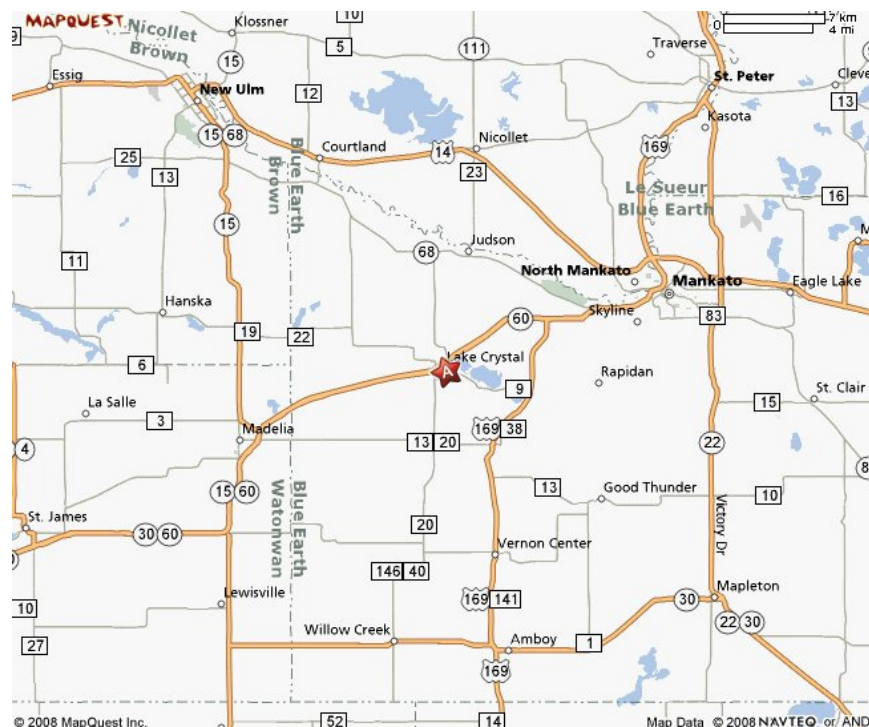 MAPQUEST.
Nicollet
Brown
Klossner
10
5
111
7 km
0
4 mi
Traverse
15
Essig
New Ulm
12
St. Peter
Cleve
13
Kasota
15
68
Courtland
14
Nicollet
169
25
13
Blue Earth
Brown
23
Le Sueur
Blue Earth
16
15
68
Judson
M
11
North Mankato
Mankato
Eagle Lake
Hanska
19
22
60
Skyline
83
6
Lake Crystal
A
9
Rapidan
La Salle
3
Madelia
13
20
169
38
15
St. Clair
4
22
8
15
60
Blue Earth
Watonwan
13
Good Thunder
10
St. James
30
60
20
Vernon Center
Victory Dr
146
40
10
Lewisville
169
141
30
Mapleton
22
30
27
Willow Creek
Amboy
1
169
© 2008 MapQuest Inc.
52
14
Map Data © 2008 NAVTEQ or AND